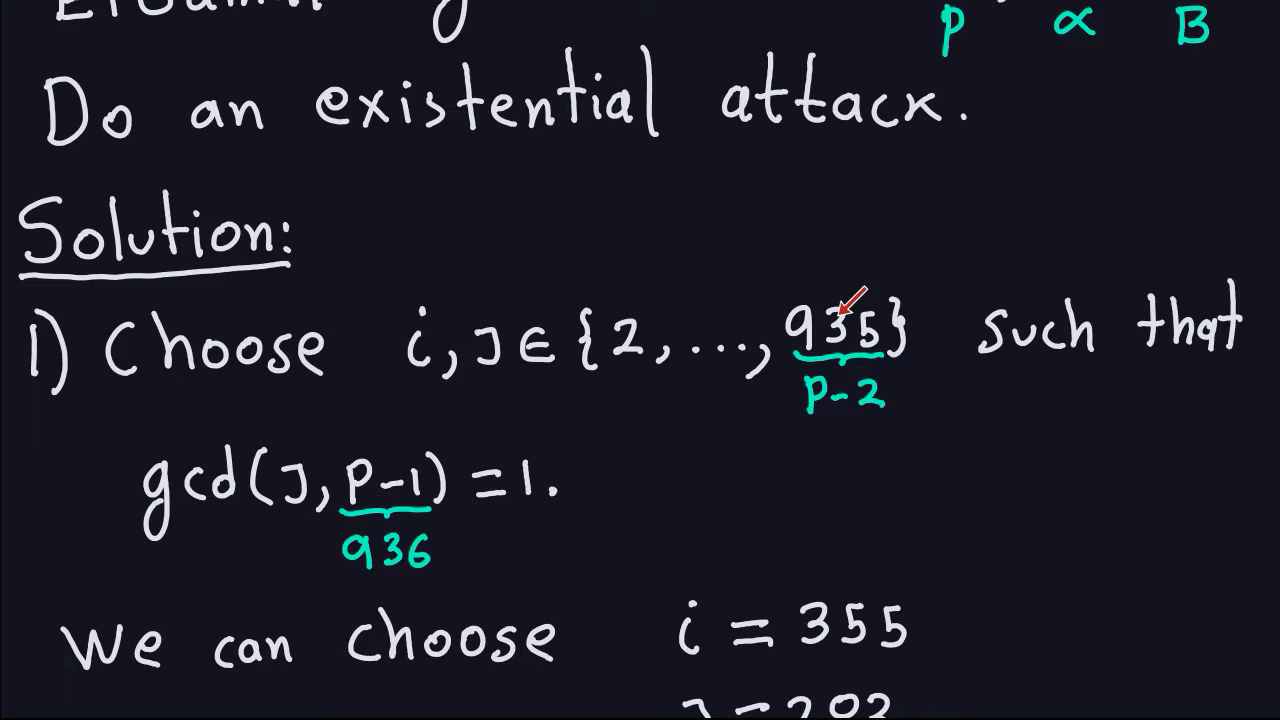 p ∝ B
Do an existential attack.
Solution:
1) Choose i, J ∈ {2, ..., 935} such that
p-2
gcd(J, p-1) = 1.
936
We can choose i = 355